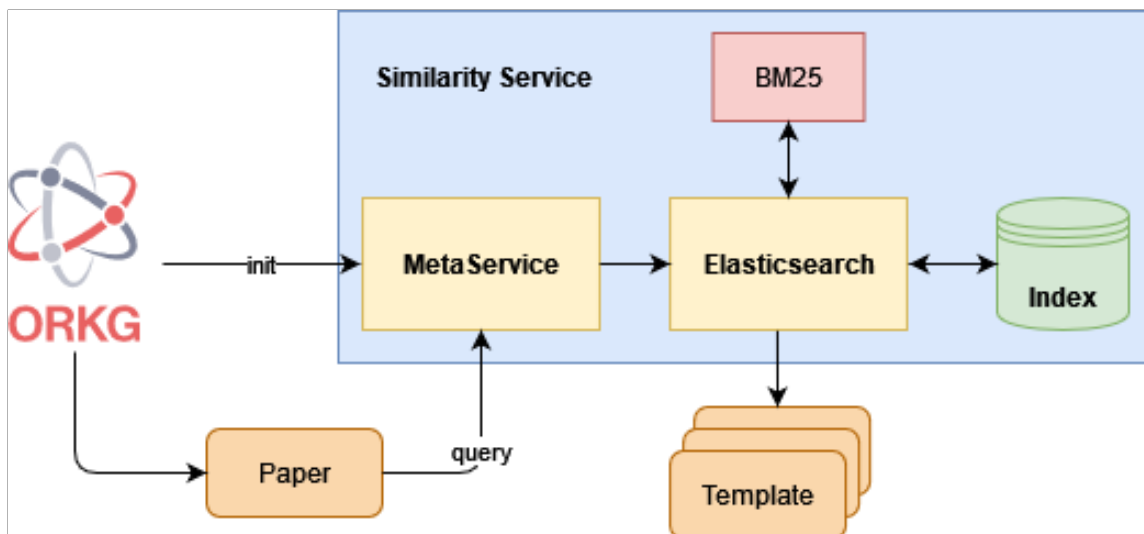 Similarity Service
BM25
init
MetaService
Elasticsearch
Index
ORKG
Paper
query
Template